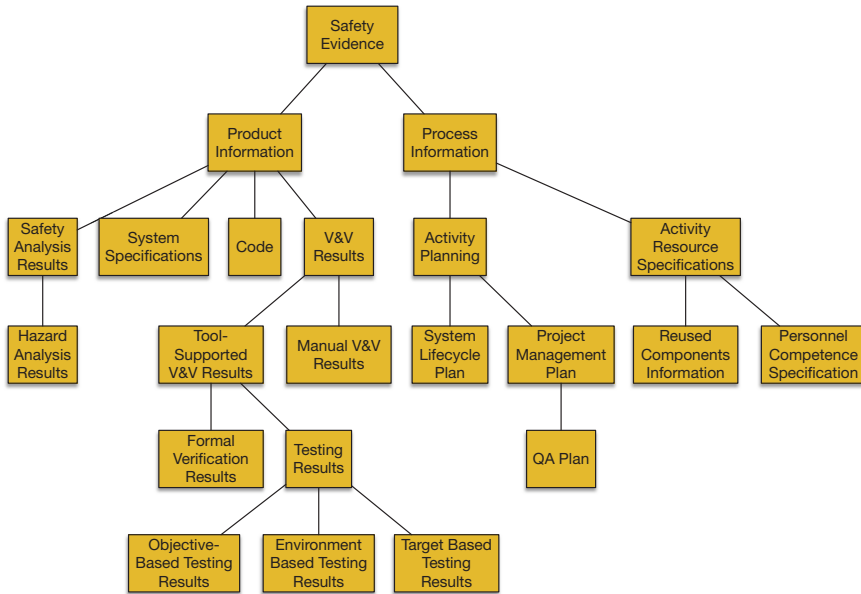 Safety
Evidence
Product
Information
Process
Information
Safety
Analysis
Results
System
Specifications
Code
V&V
Results
Activity
Planning
Activity
Resource
Specifications
Hazard
Analysis
Results
Tool-
Supported
V&V Results
Manual V&V
Results
System
Lifecycle
Plan
Project
Management
Plan
Reused
Components
Information
Personnel
Competence
Specification
Formal
Verification
Results
Testing
Results
QA Plan
Objective-
Based Testing
Results
Environment
Based Testing
Results
Target Based
Testing
Results